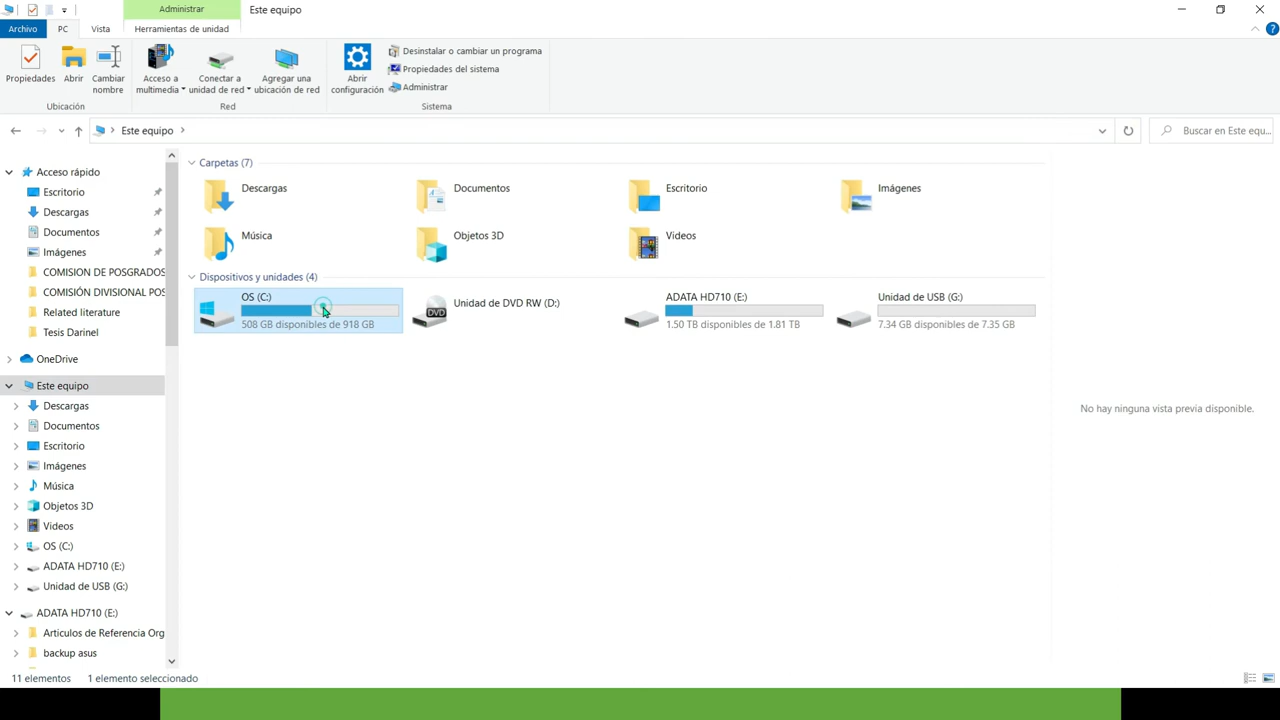 Administrar
Este equipo
Archivo
PC
Vista
Herramientas de unidad
Propiedades
Abrir
Cambiar
nombre
Ubicación
Acceso a
multimedia
Conectar a
unidad de red
Agregar una
ubicación de red
Red
Abrir
configuración
Desinstalar o cambiar un programa
Propiedades del sistema
Administrar
Sistema
Este equipo
Buscar en Este equ...
Acceso rápido
Escritorio
Descargas
Documentos
Imágenes
COMISION DE POSGRADOS
COMISIÓN DIVISIONAL POS
Related literature
Tesis Darinel
OneDrive
Este equipo
Descargas
Documentos
Escritorio
Imágenes
Música
Objetos 3D
Videos
OS (C:)
ADATA HD710 (E:)
Unidad de USB (G:)
ADATA HD710 (E:)
Articulos de Referencia Org
backup asus
Carpetas (7)
Descargas
Documentos
Escritorio
Imágenes
Música
Objetos 3D
Videos
Dispositivos y unidades (4)
OS (C:)
508 GB disponibles de 918 GB
Unidad de DVD RW (D:)
DVD
ADATA HD710 (E:)
1.50 TB disponibles de 1.81 TB
Unidad de USB (G:)
7.34 GB disponibles de 7.35 GB
No hay ninguna vista previa disponible.
11 elementos
1 elemento seleccionado